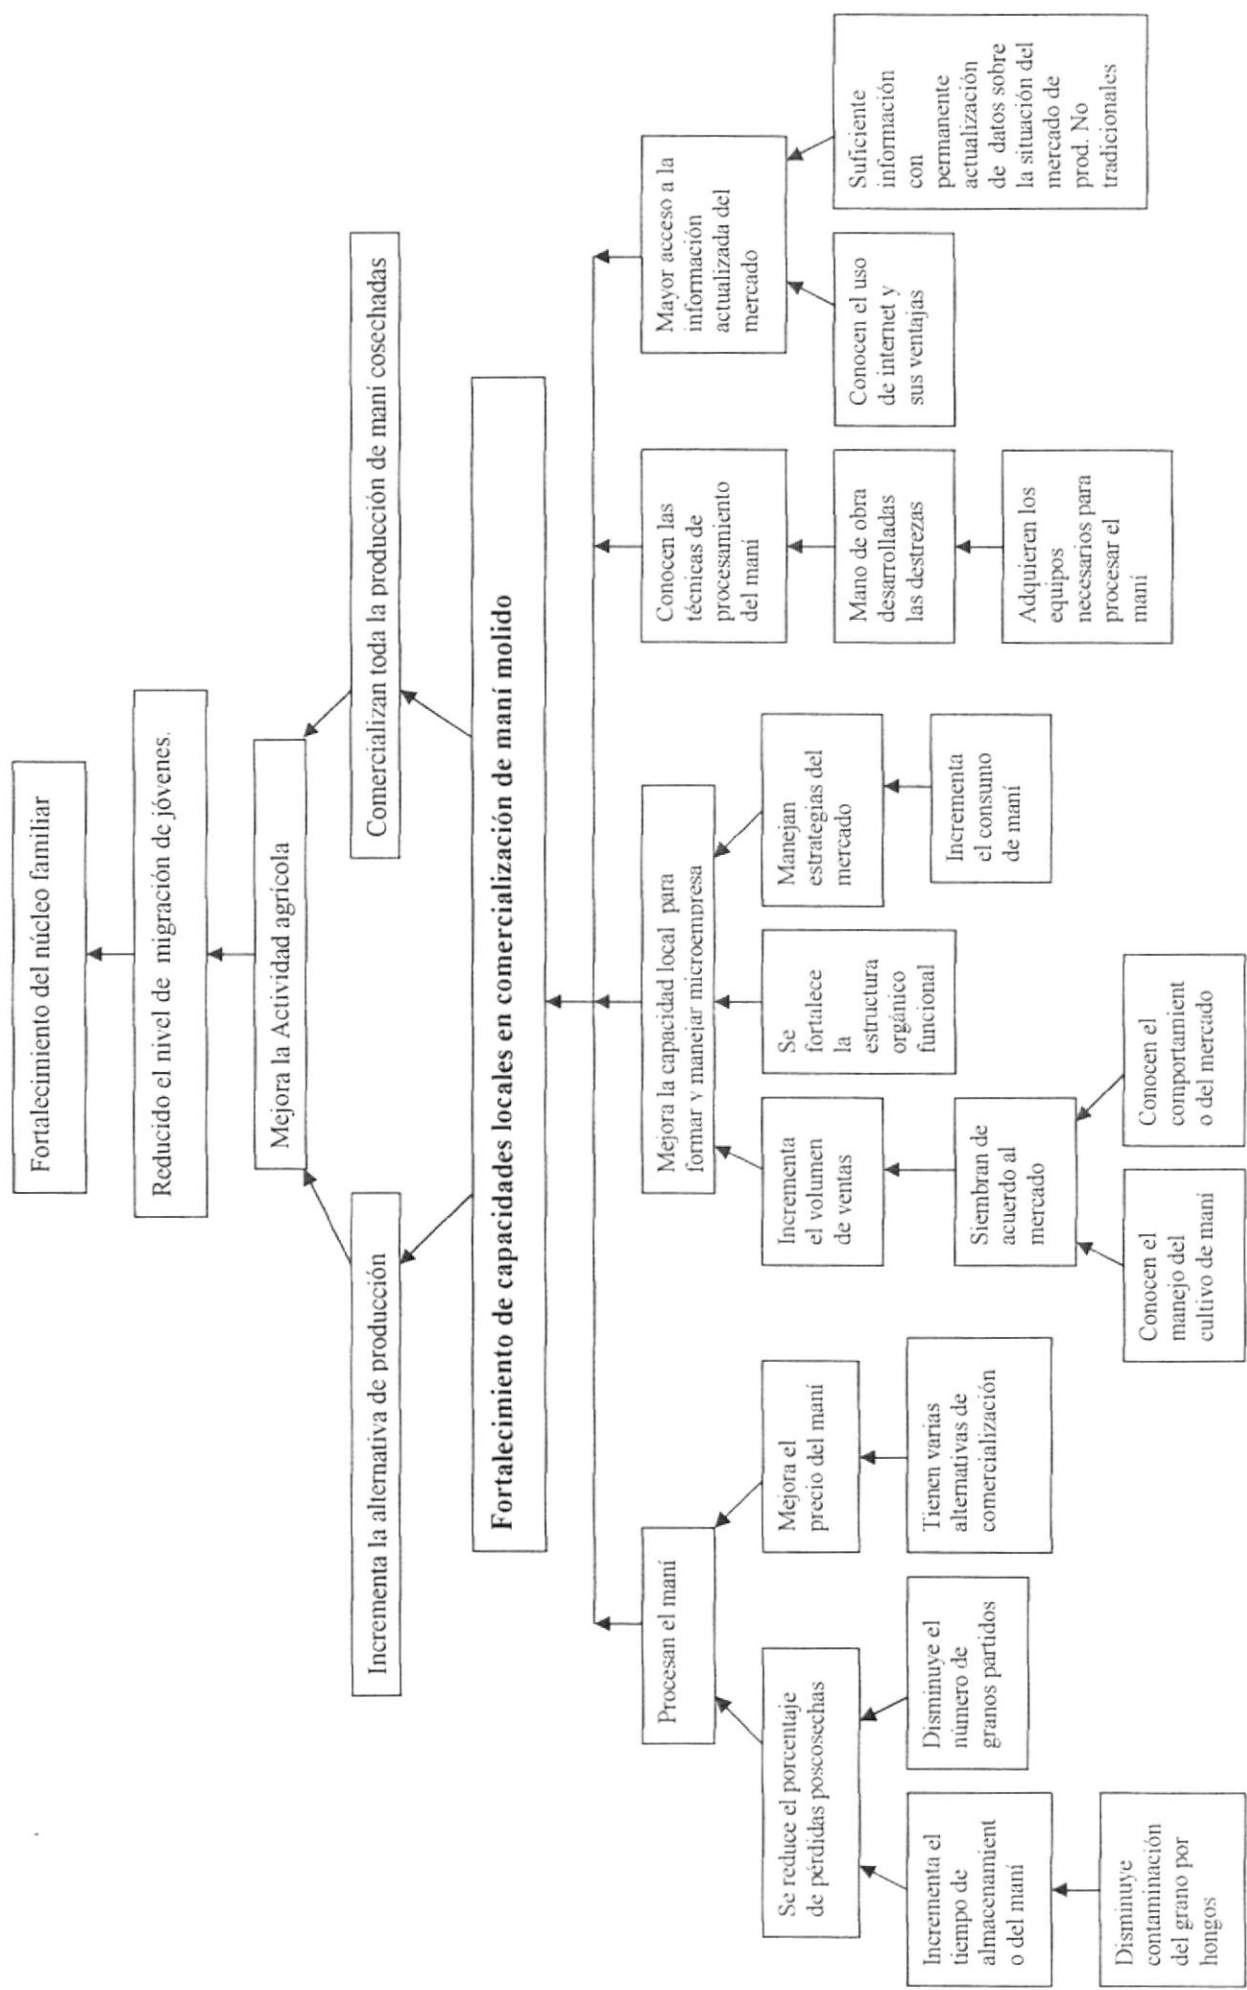 Fortalecimiento del núcleo familiar
Reducido el nivel de migración de jóvenes.
Mejora la Actividad agrícola
Incrementa la alternativa de producción
Comercializan toda la producción de maní cosechadas
Fortalecimiento de capacidades locales en comercialización de maní molido
Procesan el maní
Mejora la capacidad local para
formar y manejar microempresa
Conocen las
técnicas de
procesamiento
del maní
Mayor acceso a la
información
actualizada del
mercado
Se reduce el porcentaje
de pérdidas poscosechas
Mejora el
precio del maní
Incrementa
el volumen
de ventas
Se
fortalece
la
estructura
orgánico
funcional
Manejan
estrategias del
mercado
Mano de obra
desarrolladas
las destrezas
Conocen el uso
de internet y
sus ventajas
Suficiente
información
con
permanente
actualización
de datos sobre
la situación del
mercado de
prod. No
tradicionales
Incrementa el
tiempo de
almacenamient
o del maní
Disminuye el
número de
granos partidos
Tienen varias
alternativas de
comercialización
Siembran de
acuerdo al
mercado
Incrementa
el consumo
de maní
Adquieren los
equipos
necesarios para
procesar el
maní
Disminuye
contaminación
del grano por
hongos
Conocen el
manejo del
cultivo de maní
Conocen el
comportamient
o del mercado